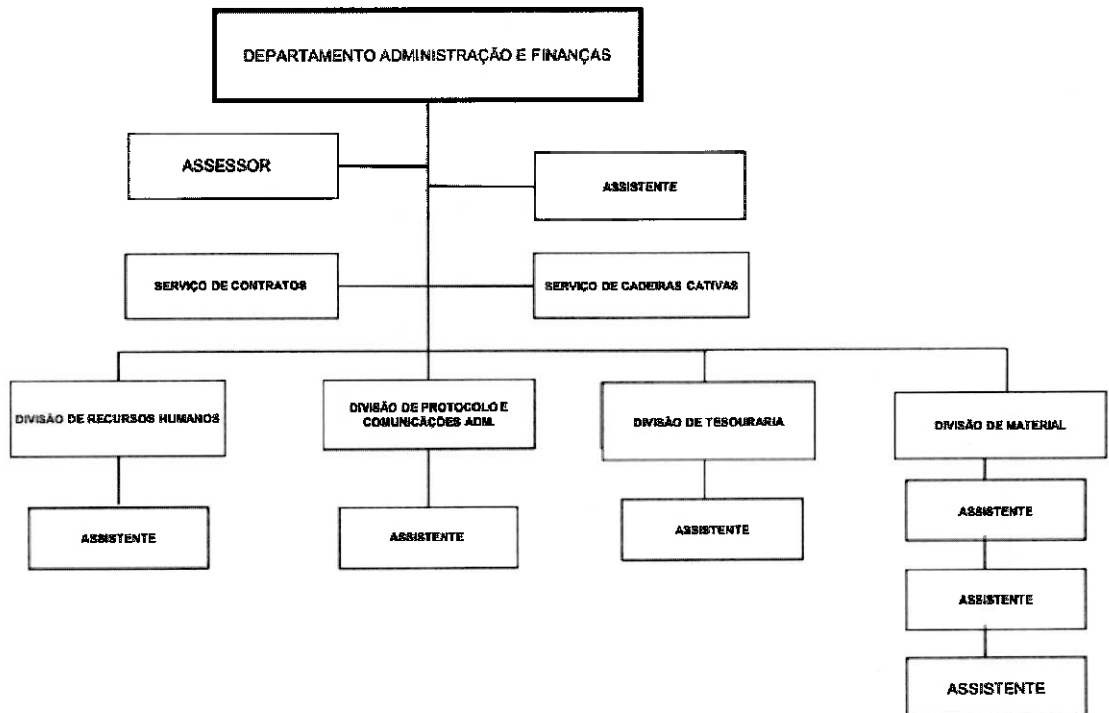 DEPARTAMENTO ADMINISTRAÇÃO E FINANÇAS
ASSESSOR
ASSISTENTE
SERVIÇO DE CONTRATOS
SERVIÇO DE CADEIRAS CATIVAS
DIVISÃO DE RECURSOS HUMANOS
DIVISÃO DE PROTOCOLO E
COMUNICAÇÕES ADM.
DIVISÃO DE TESOURARIA
DIVISÃO DE MATERIAL
ASSISTENTE
ASSISTENTE
ASSISTENTE
ASSISTENTE
ASSISTENTE
ASSISTENTE